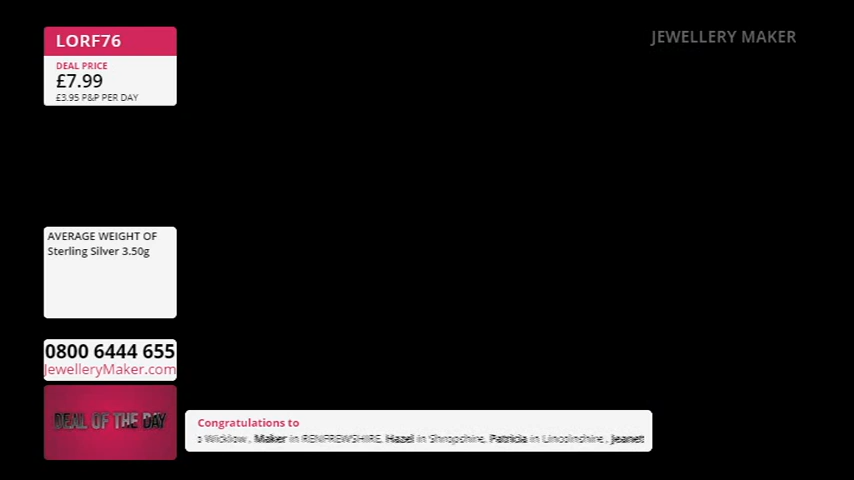 LORF76
DEAL PRICE
£7.99
£3.95 P&P PER DAY
JEWELLERY MAKER
AVERAGE WEIGHT OF
Sterling Silver 3.50g
0800 6444 655
JewelleryMaker.com
DEAL OF THE DAY
Congratulations to
Wicklow, Maker in RENFREWSHIRE, Hazel in Shropshire, Patricia in Lincolnshire, Jeanett